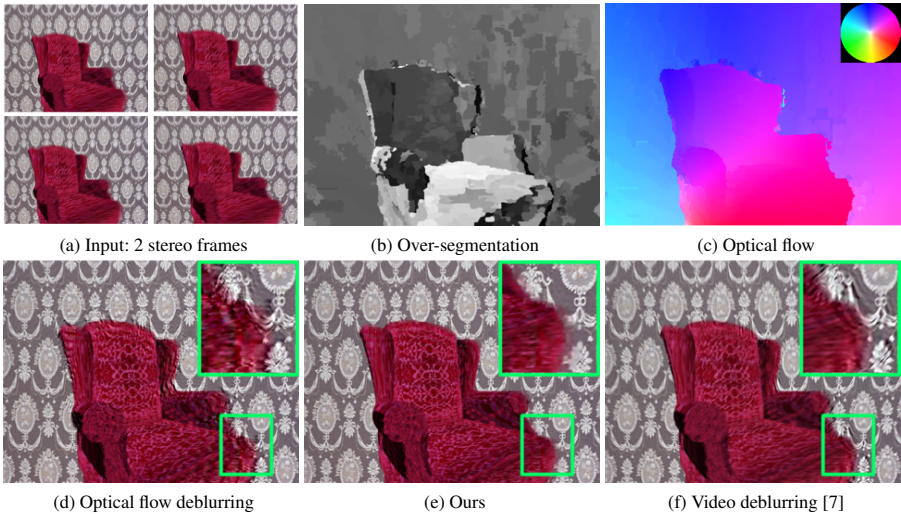 (a) Input: 2 stereo frames
(b) Over-segmentation
(c) Optical flow
(d) Optical flow deblurring
(e) Ours
(f) Video deblurring [7]